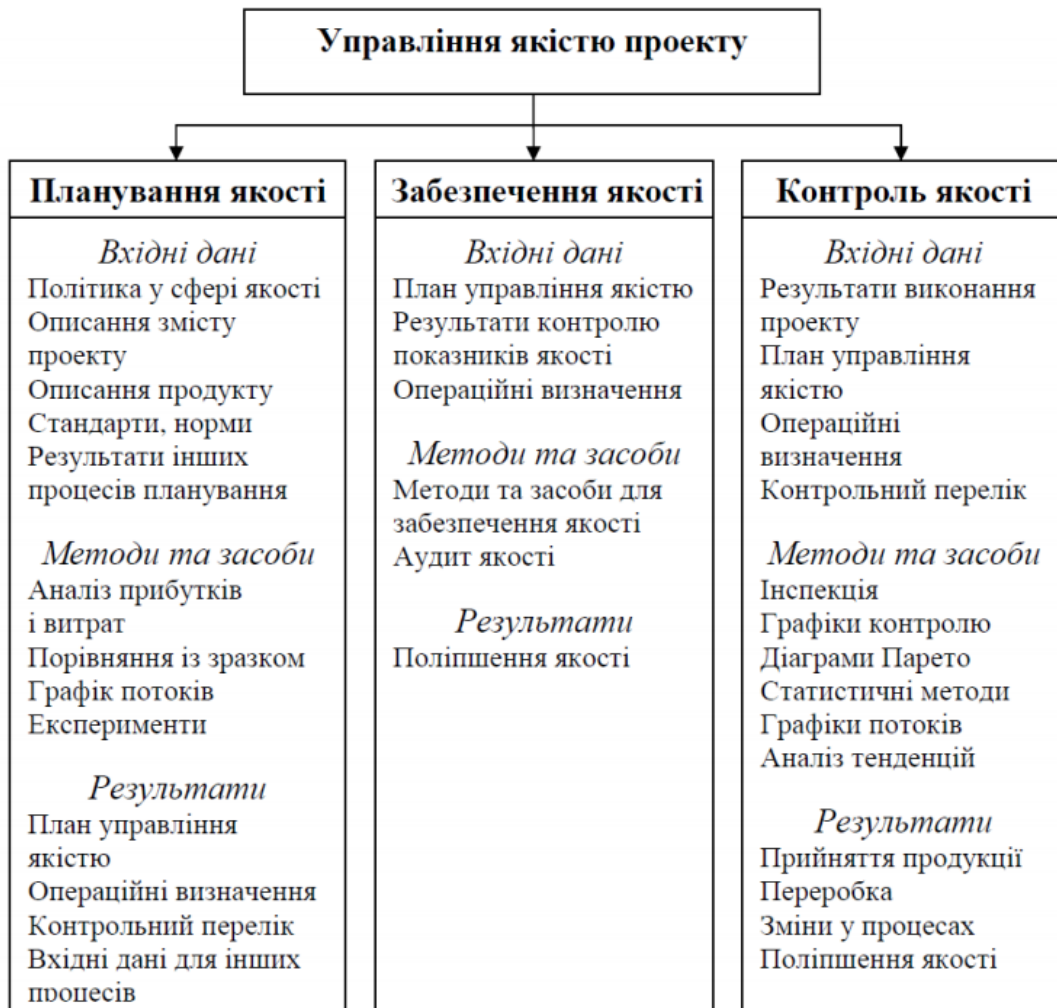 Управління якістю проекту
Планування якості
Вхідні дані
Політика у сфері якості
Описання змісту
проекту
Описання продукту
Стандарти, норми
Результати інших
процесів планування
Методи та засоби
Аналіз прибутків
і витрат
Порівняння із зразком
Графік потоків
Експерименти
Результати
План управління
якістю
Операційні визначення
Контрольний перелік
Вхідні дані для інших
процесів
Забезпечення якості
Вхідні дані
План управління якістю
Результати контролю
показників якості
Операційні визначення
Методи та засоби
Методи та засоби для
забезпечення якості
Аудит якості
Результати
Поліпшення якості
Контроль якості
Вхідні дані
Результати виконання
проекту
План управління
якістю
Операційні
визначення
Контрольний перелік
Методи та засоби
Інспекція
Графіки контролю
Діаграми Парето
Статистичні методи
Графіки потоків
Аналіз тенденцій
Результати
Прийняття продукції
Переробка
Зміни у процесах
Поліпшення якості